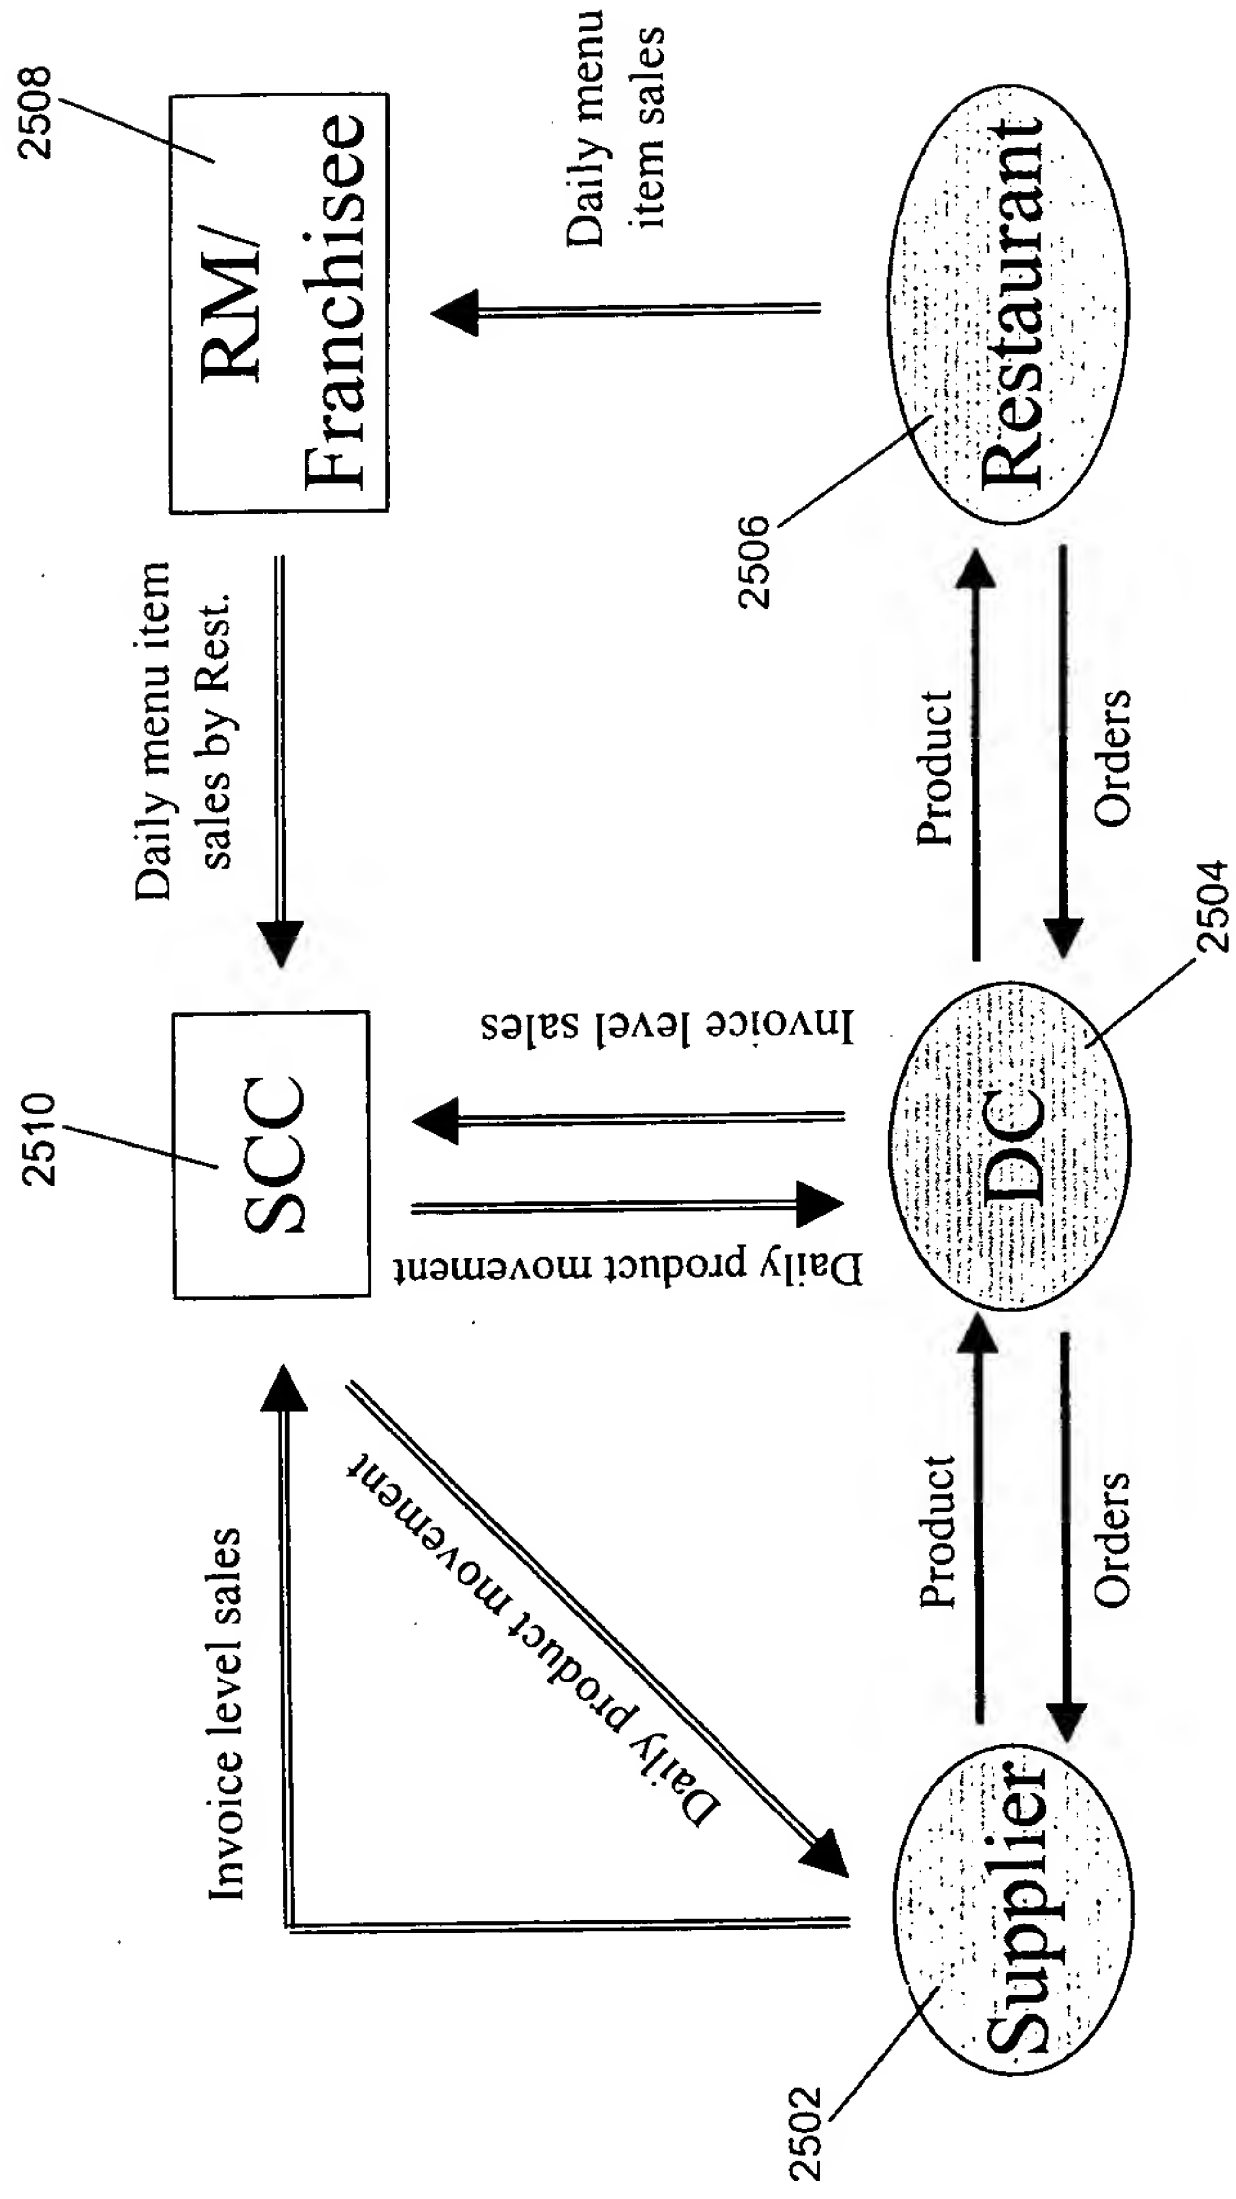 2510
2508
SCC
RM/
Franchisee
Invoice level sales
Daily menu item
sales by Rest.
Daily product movement
Daily product movement
Invoice level sales
Daily menu
item sales
2502
2506
Supplier
DC
Restaurant
Product
Product
Orders
Orders
2504